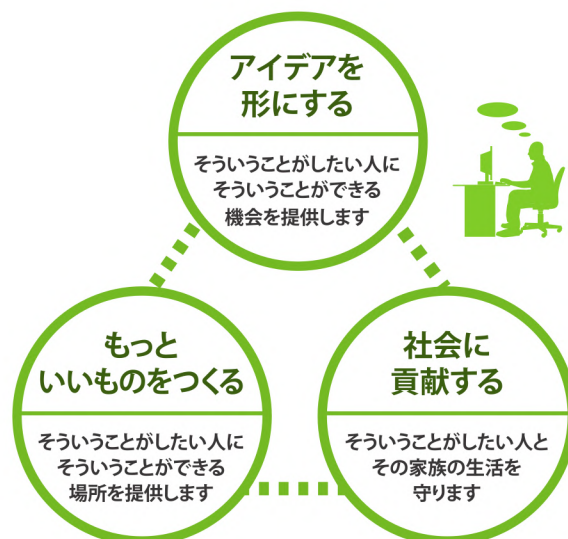 アイデアを
形にする
そういうことがしたい人に
そういうことができる
機会を提供します
もっと
いいものをつくる
そういうことがしたい人に
そういうことができる
場所を提供します
社会に
貢献する
そういうことがしたい人と
その家族の生活を
守ります